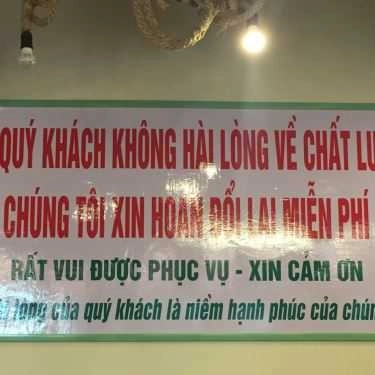 QUÝ KHÁCH KHÔNG HÀI LÒNG VỀ CHẤT LƯ
CHÚNG TÔI XIN HOÀN ĐỔI LẠI MIỄN PHÍ
RẤT VUI ĐƯỢC PHỤC VỤ - XIN CẢM ƠN
lòng của quý khách là niềm hạnh phúc của chún